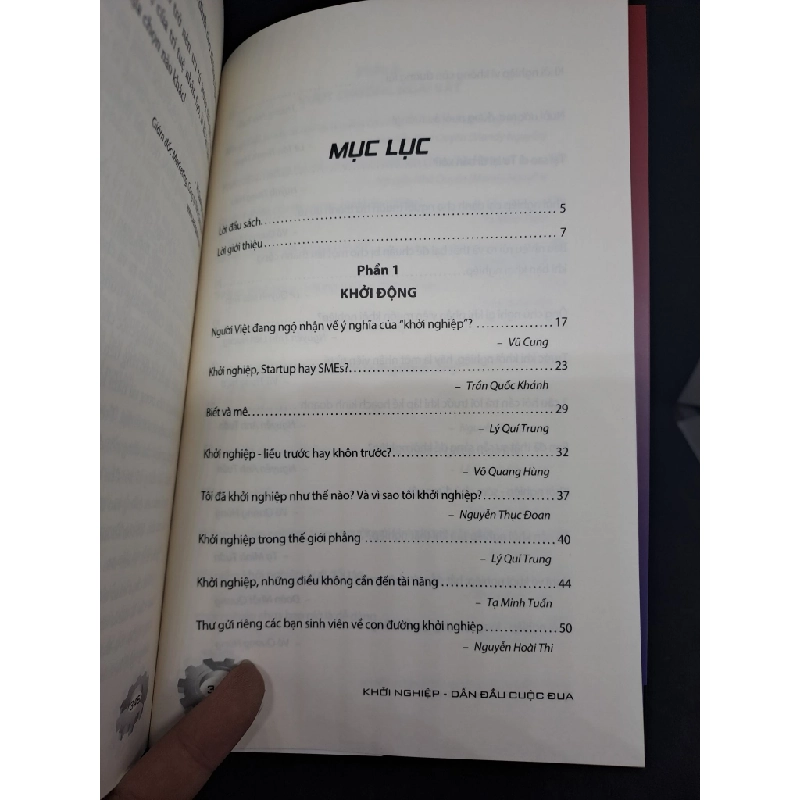 MỤC LỤC
Lời đầu sách 5
Lời giới thiệu 7
Phần 1
KHỞI ĐỘNG
Người Việt đang ngộ nhận về ý nghĩa của "khởi nghiệp"? 17
– Vũ Cung
Khởi nghiệp, Startup hay SMEs? 23
– Trần Quốc Khánh
Biết và mê 29
– Lý Quí Trung
Khởi nghiệp - liều trước hay khôn trước? 32
– Võ Quang Hùng
Tôi đã khởi nghiệp như thế nào? Và vì sao tôi khởi nghiệp? 37
– Nguyễn Thục Đoan
Khởi nghiệp trong thế giới phẳng 40
– Lý Quí Trung
Khởi nghiệp, những điều không cần đến tài năng 44
– Tạ Minh Tuấn
Thư gửi riêng các bạn sinh viên về con đường khởi nghiệp 50
– Nguyễn Hoài Thi
KHỞI NGHIỆP - DẪN ĐẦU CUỘC ĐUA